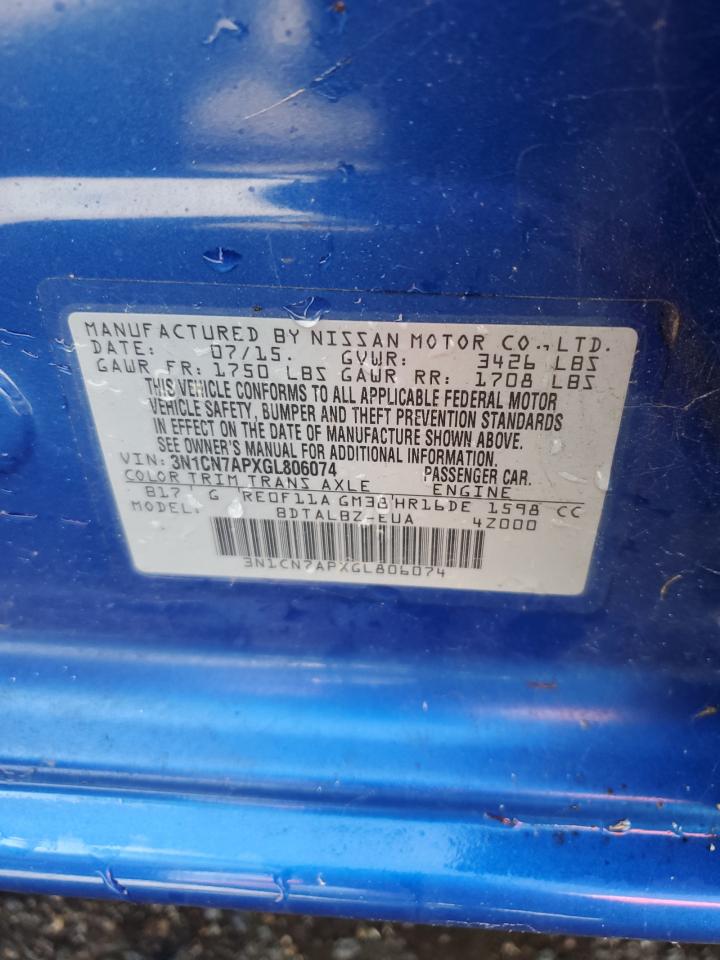 MANUFACTURED BY NISSAN MOTOR CO., LTD.
DATE: 07/15. GVWR: 3426 LBS
GAWR FR: 1750 LBS GAWR RR: 1708 LBS
THIS VEHICLE CONFORMS TO ALL APPLICABLE FEDERAL MOTOR
VEHICLE SAFETY, BUMPER AND THEFT PREVENTION STANDARDS
IN EFFECT ON THE DATE OF MANUFACTURE SHOWN ABOVE.
SEE OWNER'S MANUAL FOR ADDITIONAL INFORMATION.
VIN: 3N1CN7APXGL806074 PASSENGER CAR.
COLOR TRIM TRANS AXLE ENGINE
B17 G RE0F11A GM38 HR16DE 1598 CC
MODEL: BDTALBZ-EUA 4Z000
3N1CN7APXGL806074